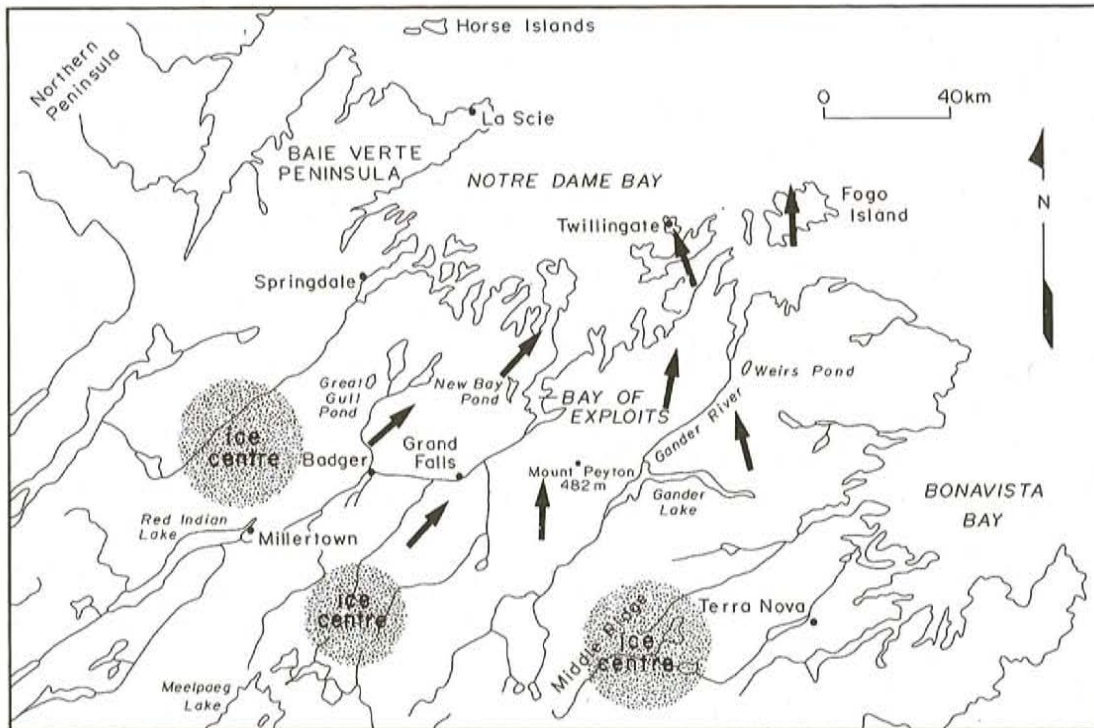 Horse Islands
Northern
Peninsula
0 40km
La Scie
BAIE VERTE
PENINSULA
NOTRE DAME BAY
N
Fogo
Island
Twillingate
Springdale
Great
Gull
Pond
New Bay
Pond
Weirs Pond
BAY OF
EXPLOITS
Gander River
ice
centre
Badger
Grand
Falls
Mount Peyton
482 m
Gander
Lake
BONAVISTA
BAY
Red Indian
Lake
Millertown
ice
centre
Terra Nova
Middle Ridge
ice
centre
Meelpaeg
Lake